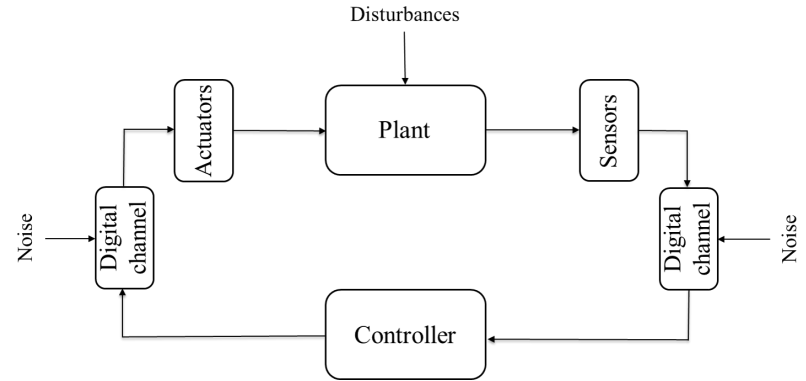 Disturbances
Actuators
Plant
Sensors
Noise
Digital
channel
Digital
channel
Noise
Controller